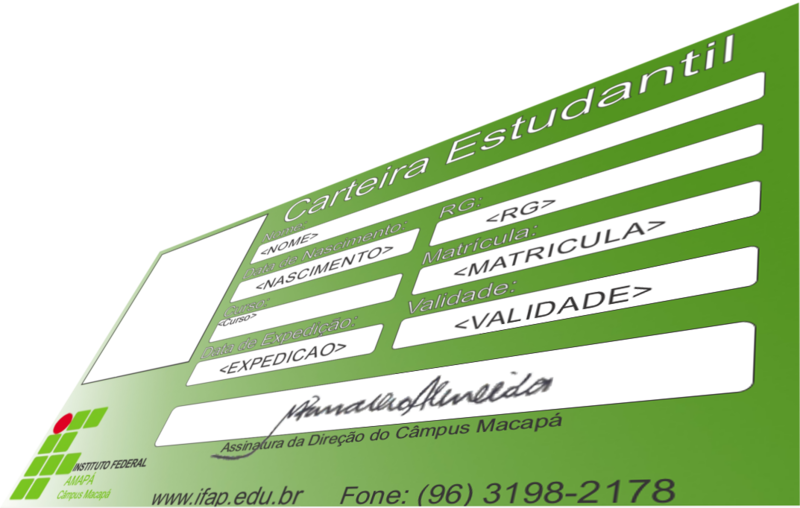 Carteira Estudantil
Nome:
<NOME>
Data de Nascimento:
<NASCIMENTO>
RG:
<RG>
Curso:
<Curso>
Matrícula:
<MATRICULA>
Data de Expedição:
<EXPEDICAO>
Validade:
<VALIDADE>
Assinatura da Direção do Câmpus Macapá
INSTITUTO FEDERAL
AMAPÁ
Câmpus Macapá
www.ifap.edu.br Fone: (96) 3198-2178